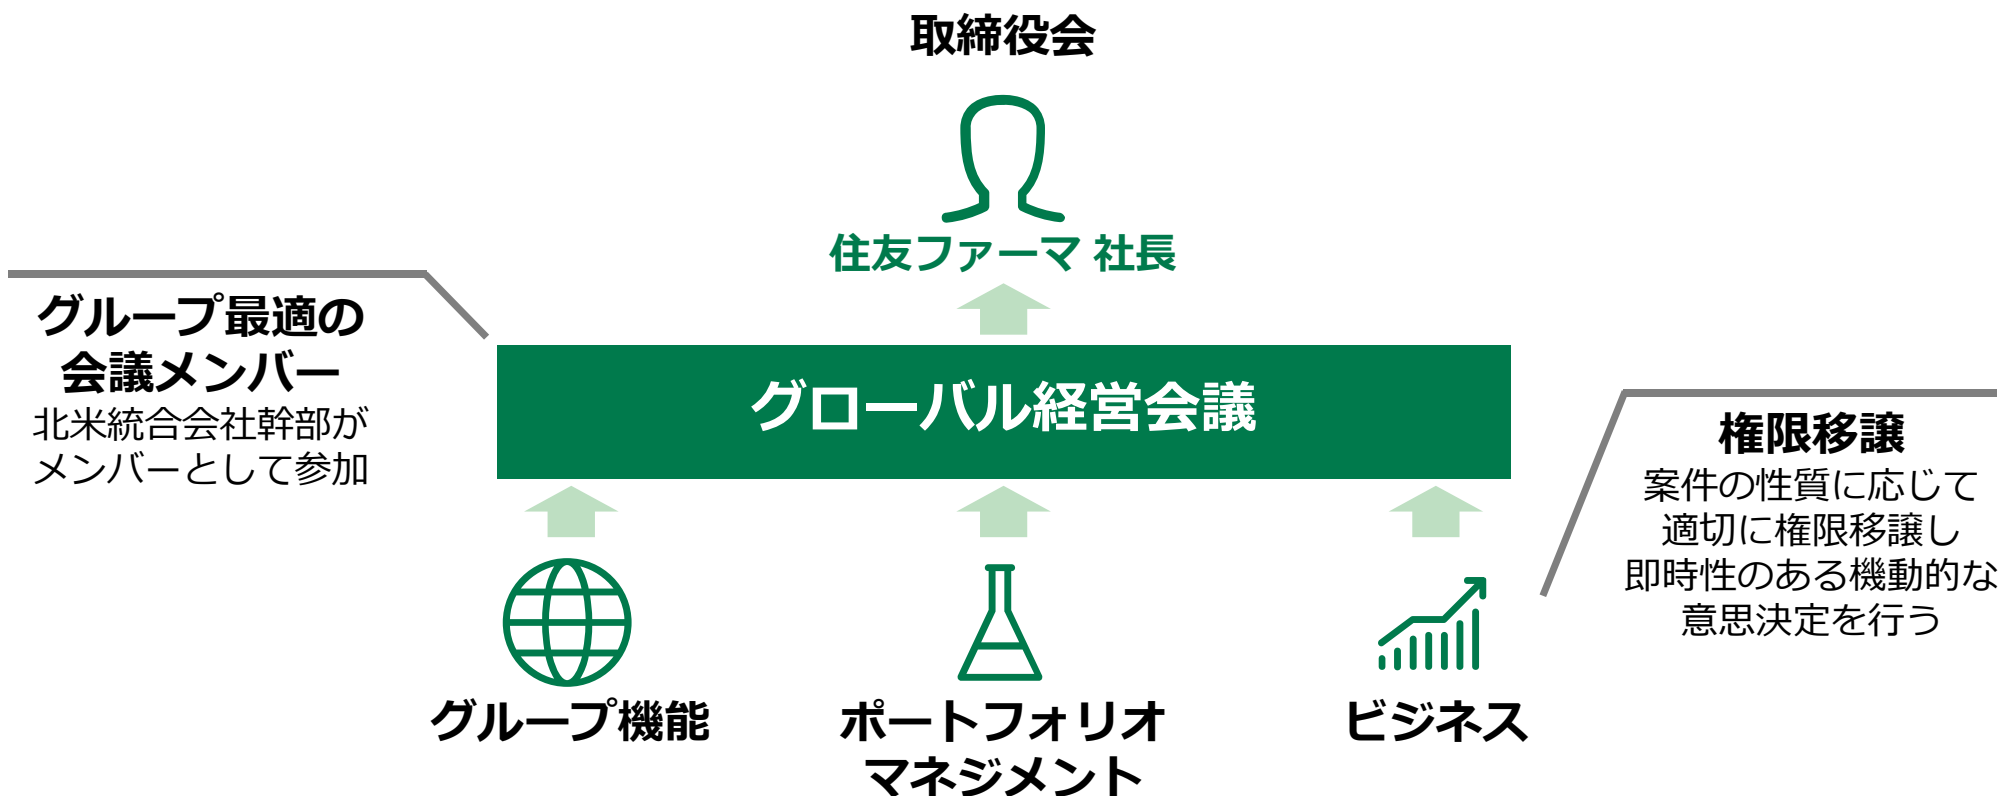 取締役会
住友ファーマ 社長
グループ最適の
会議メンバー
北米統合会社幹部が
メンバーとして参加
グローバル経営会議
権限移譲
案件の性質に応じて
適切に権限移譲し
即時性のある機動的な
意思決定を行う
グループ機能
ポートフォリオ
マネジメント
ビジネス